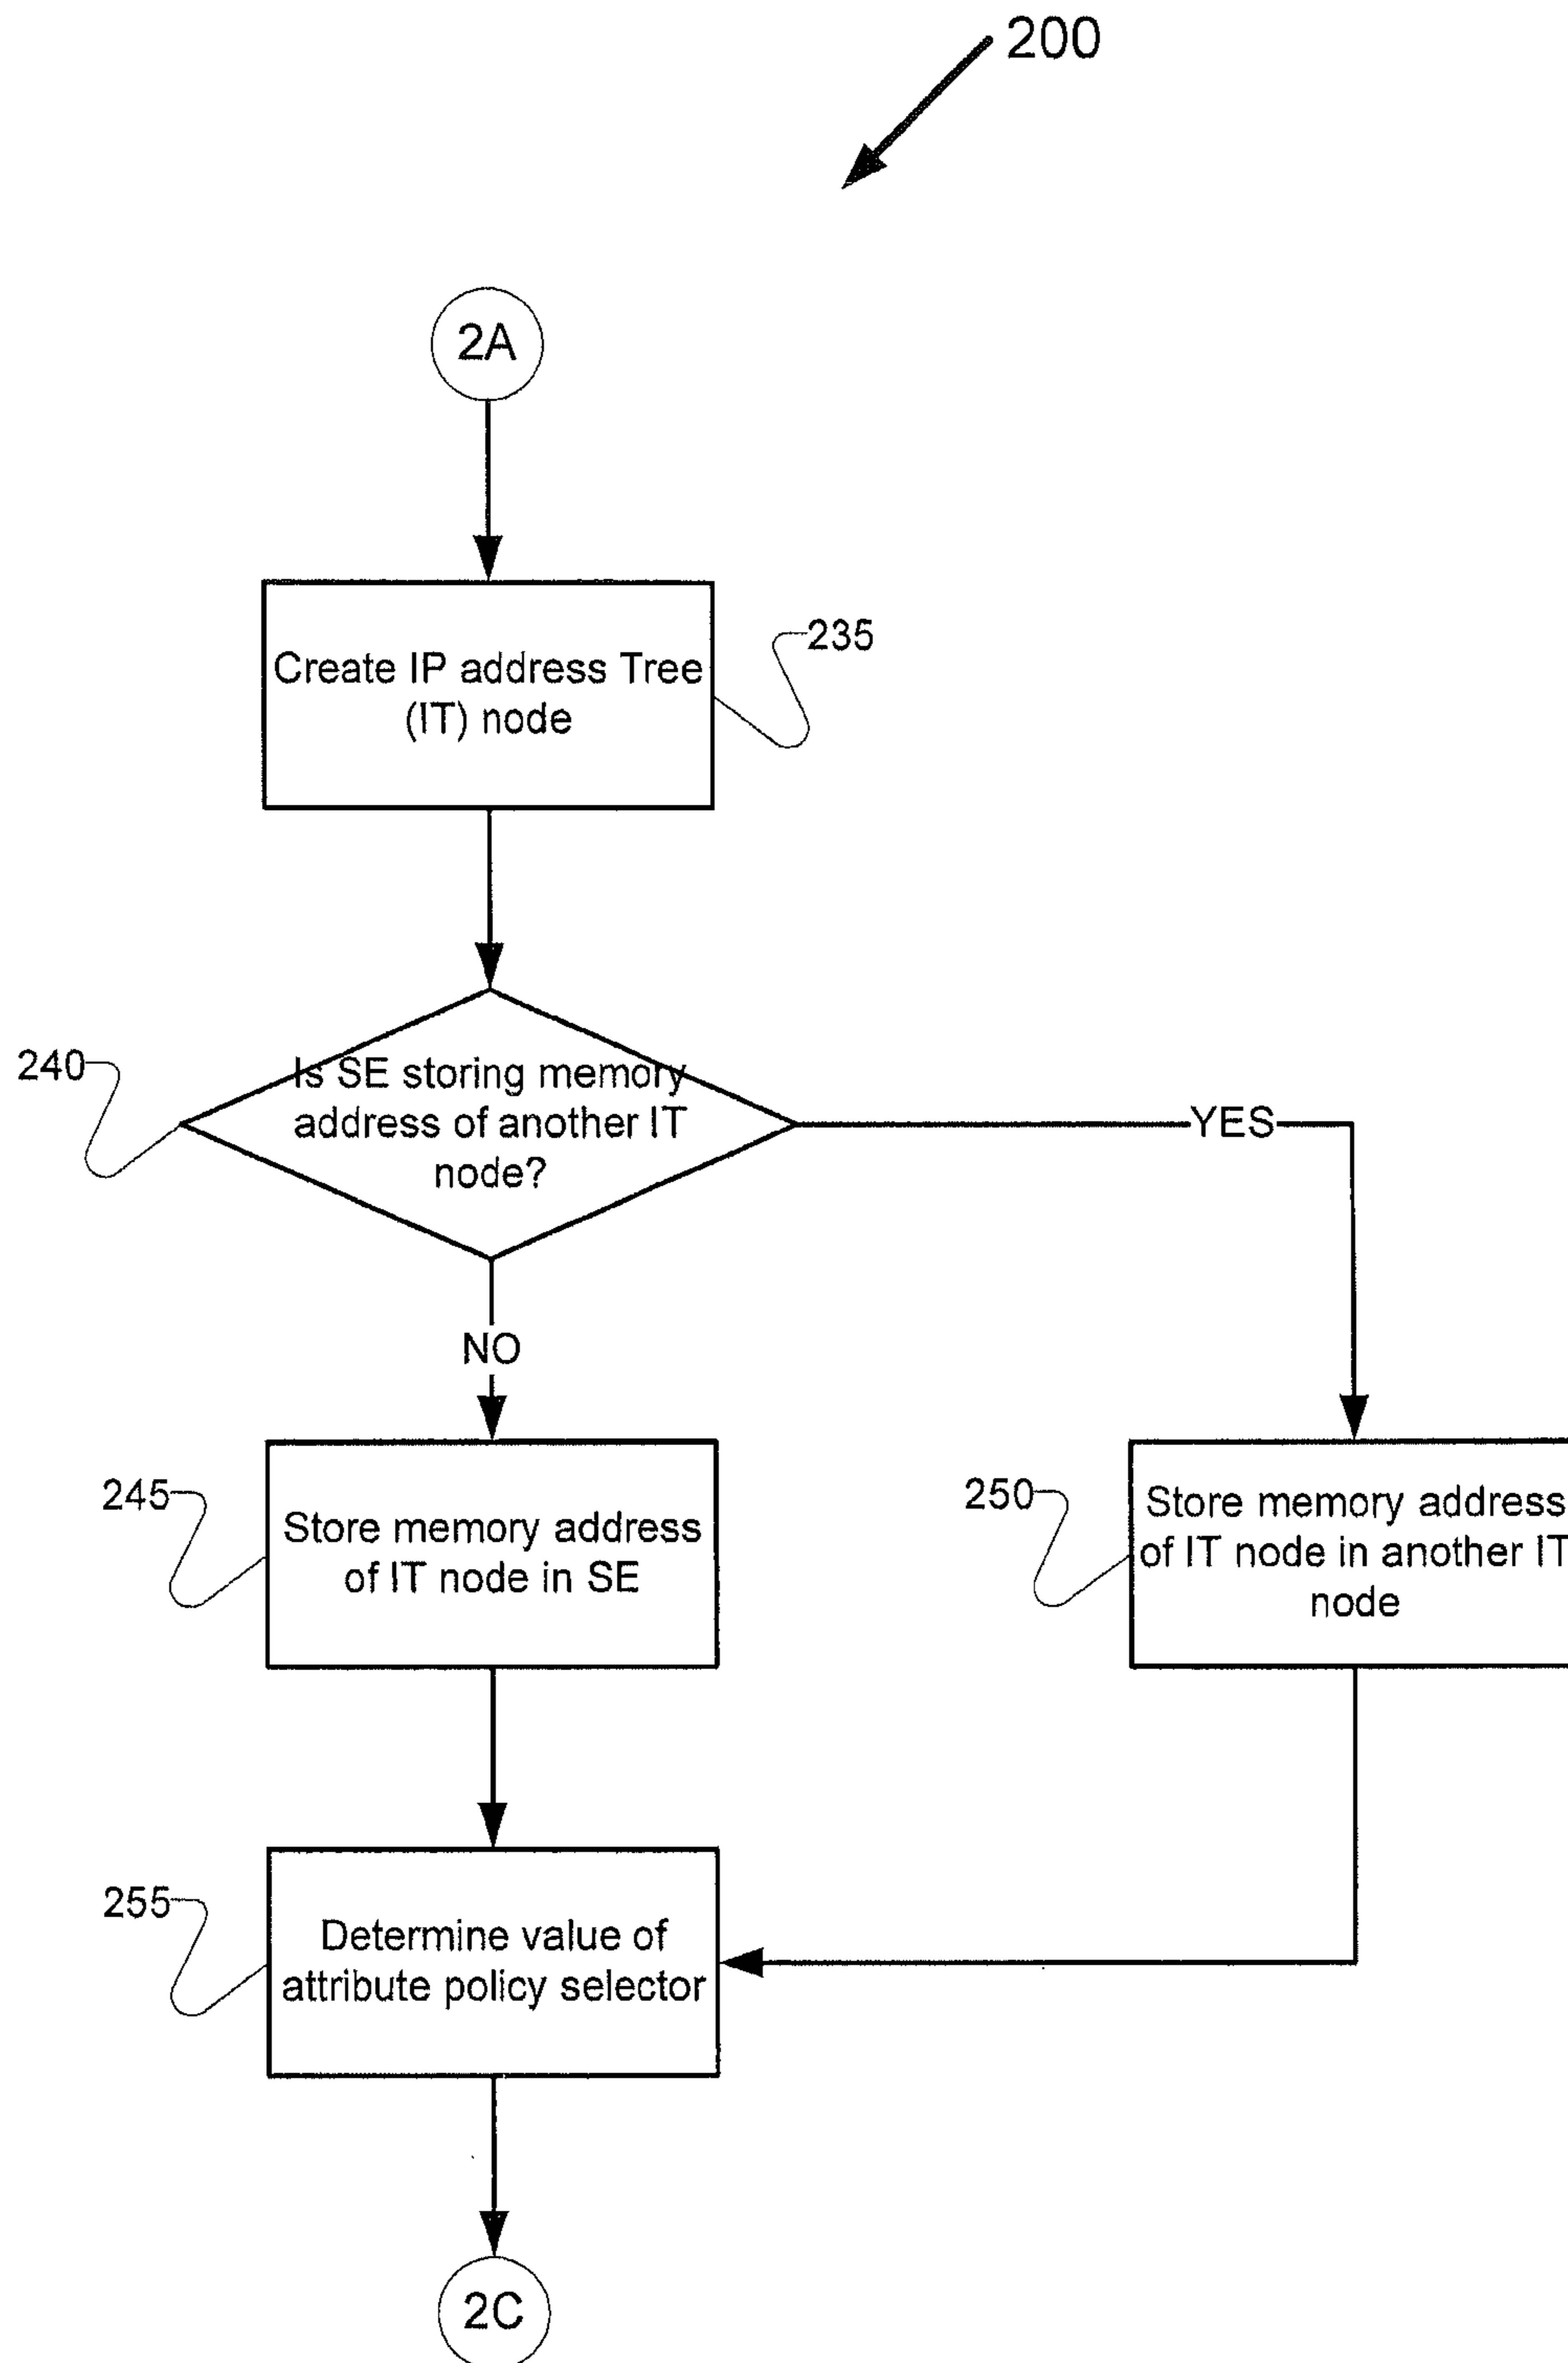 200
2A
Create IP address Tree
(IT) node
235
240
Is SE storing memory
address of another IT
node?
YES
NO
245
Store memory address
of IT node in SE
250
Store memory address
of IT node in another IT
node
255
Determine value of
attribute policy selector
2C